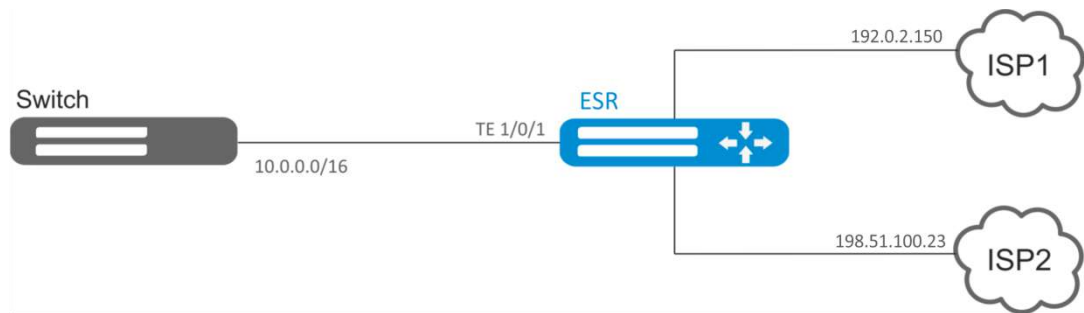 192.0.2.150
ISP1
Switch
ESR
TE 1/0/1
10.0.0.0/16
198.51.100.23
ISP2